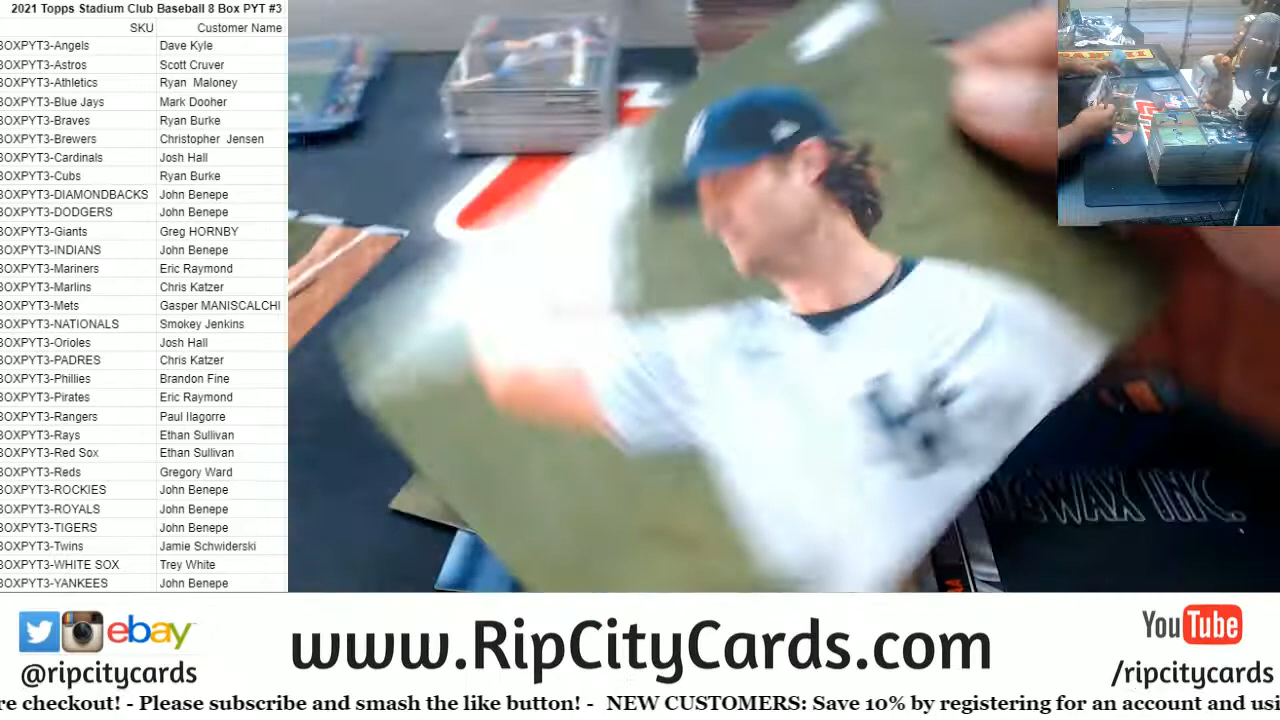 2021 Topps Stadium Club Baseball 8 Box PYT #3
SKU Customer Name
BOXPYT3-Angels Dave Kyle
BOXPYT3-Astros Scott Cruver
BOXPYT3-Athletics Ryan Maloney
BOXPYT3-Blue Jays Mark Dooher
BOXPYT3-Braves Ryan Burke
BOXPYT3-Brewers Christopher Jensen
BOXPYT3-Cardinals Josh Hall
BOXPYT3-Cubs Ryan Burke
BOXPYT3-DIAMONDBACKS John Benepe
BOXPYT3-DODGERS John Benepe
BOXPYT3-Giants Greg HORNBY
BOXPYT3-INDIANS John Benepe
BOXPYT3-Mariners Eric Raymond
BOXPYT3-Marlins Chris Katzer
BOXPYT3-Mets Gasper MANISCALCHI
BOXPYT3-NATIONALS Smokey Jenkins
BOXPYT3-Orioles Josh Hall
BOXPYT3-PADRES Chris Katzer
BOXPYT3-Phillies Brandon Fine
BOXPYT3-Pirates Eric Raymond
BOXPYT3-Rangers Paul Ilagorre
BOXPYT3-Rays Ethan Sullivan
BOXPYT3-Red Sox Ethan Sullivan
BOXPYT3-Reds Gregory Ward
BOXPYT3-ROCKIES John Benepe
BOXPYT3-ROYALS John Benepe
BOXPYT3-TIGERS John Benepe
BOXPYT3-Twins Jamie Schwiderski
BOXPYT3-WHITE SOX Trey White
BOXPYT3-YANKEES John Benepe
WAX INC.
ebay
@ripcitycards
www.RipCityCards.com
YouTube
/ripcitycards
re checkout! - Please subscribe and smash the like button! - NEW CUSTOMERS: Save 10% by registering for an account and usi